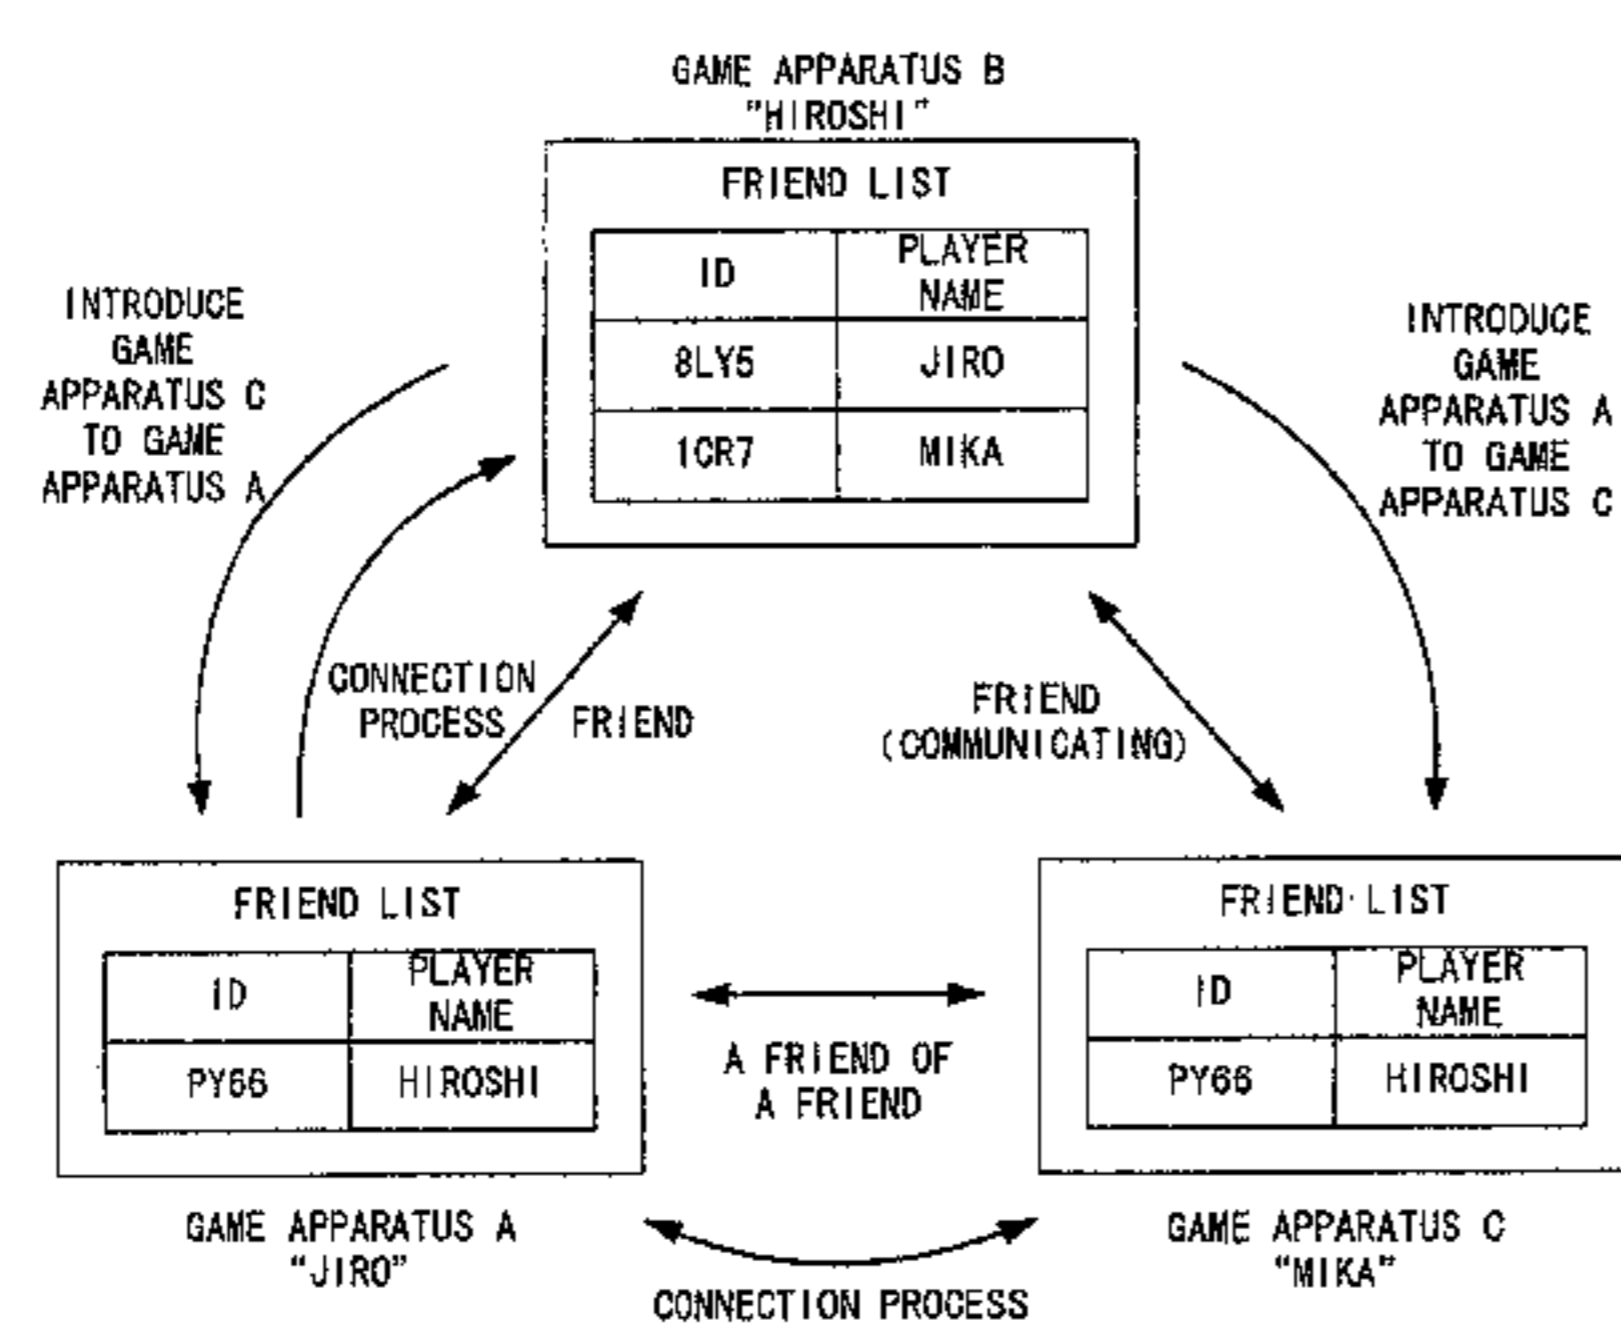 GAME APPARATUS B
"HIROSHI"
FRIEND LIST
ID
PLAYER
NAME
8LY5
JIRO
1CR7
MIKA
INTRODUCE
GAME
APPARATUS C
TO GAME
APPARATUS A
INTRODUCE
GAME
APPARATUS A
TO GAME
APPARATUS C
CONNECTION
PROCESS
FRIEND
FRIEND
(COMMUNICATING)
FRIEND LIST
ID
PLAYER
NAME
PY66
HIROSHI
A FRIEND OF
A FRIEND
FRIEND LIST
ID
PLAYER
NAME
PY66
HIROSHI
GAME APPARATUS A
"JIRO"
GAME APPARATUS C
"MIKA"
CONNECTION PROCESS